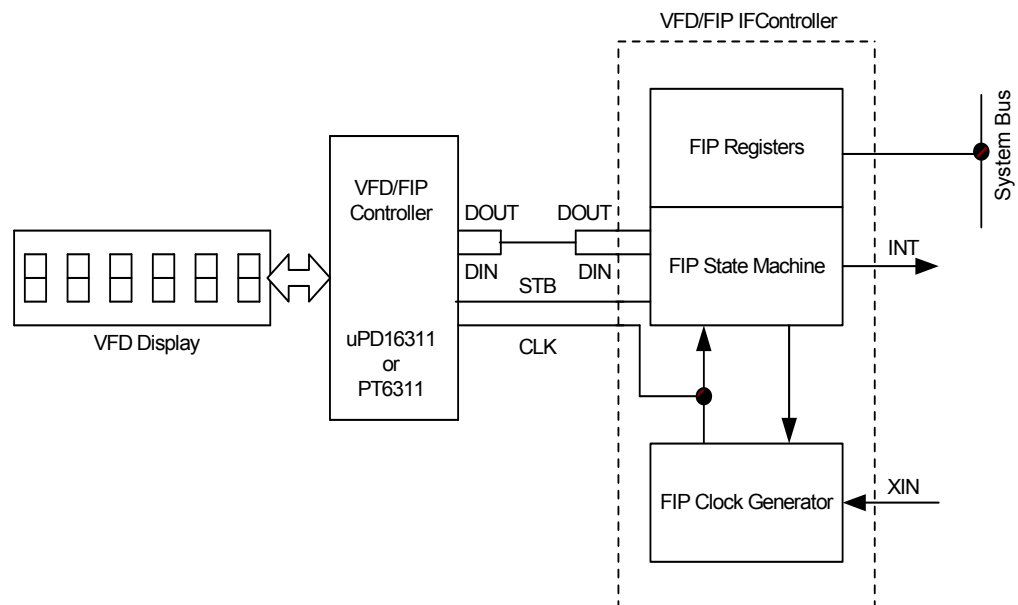 VFD/FIP IFController
FIP Registers
System Bus
VFD/FIP
Controller
DOUT
DOUT
DIN
DIN
FIP State Machine
INT
STB
VFD Display
uPD16311
or
PT6311
CLK
FIP Clock Generator
XIN